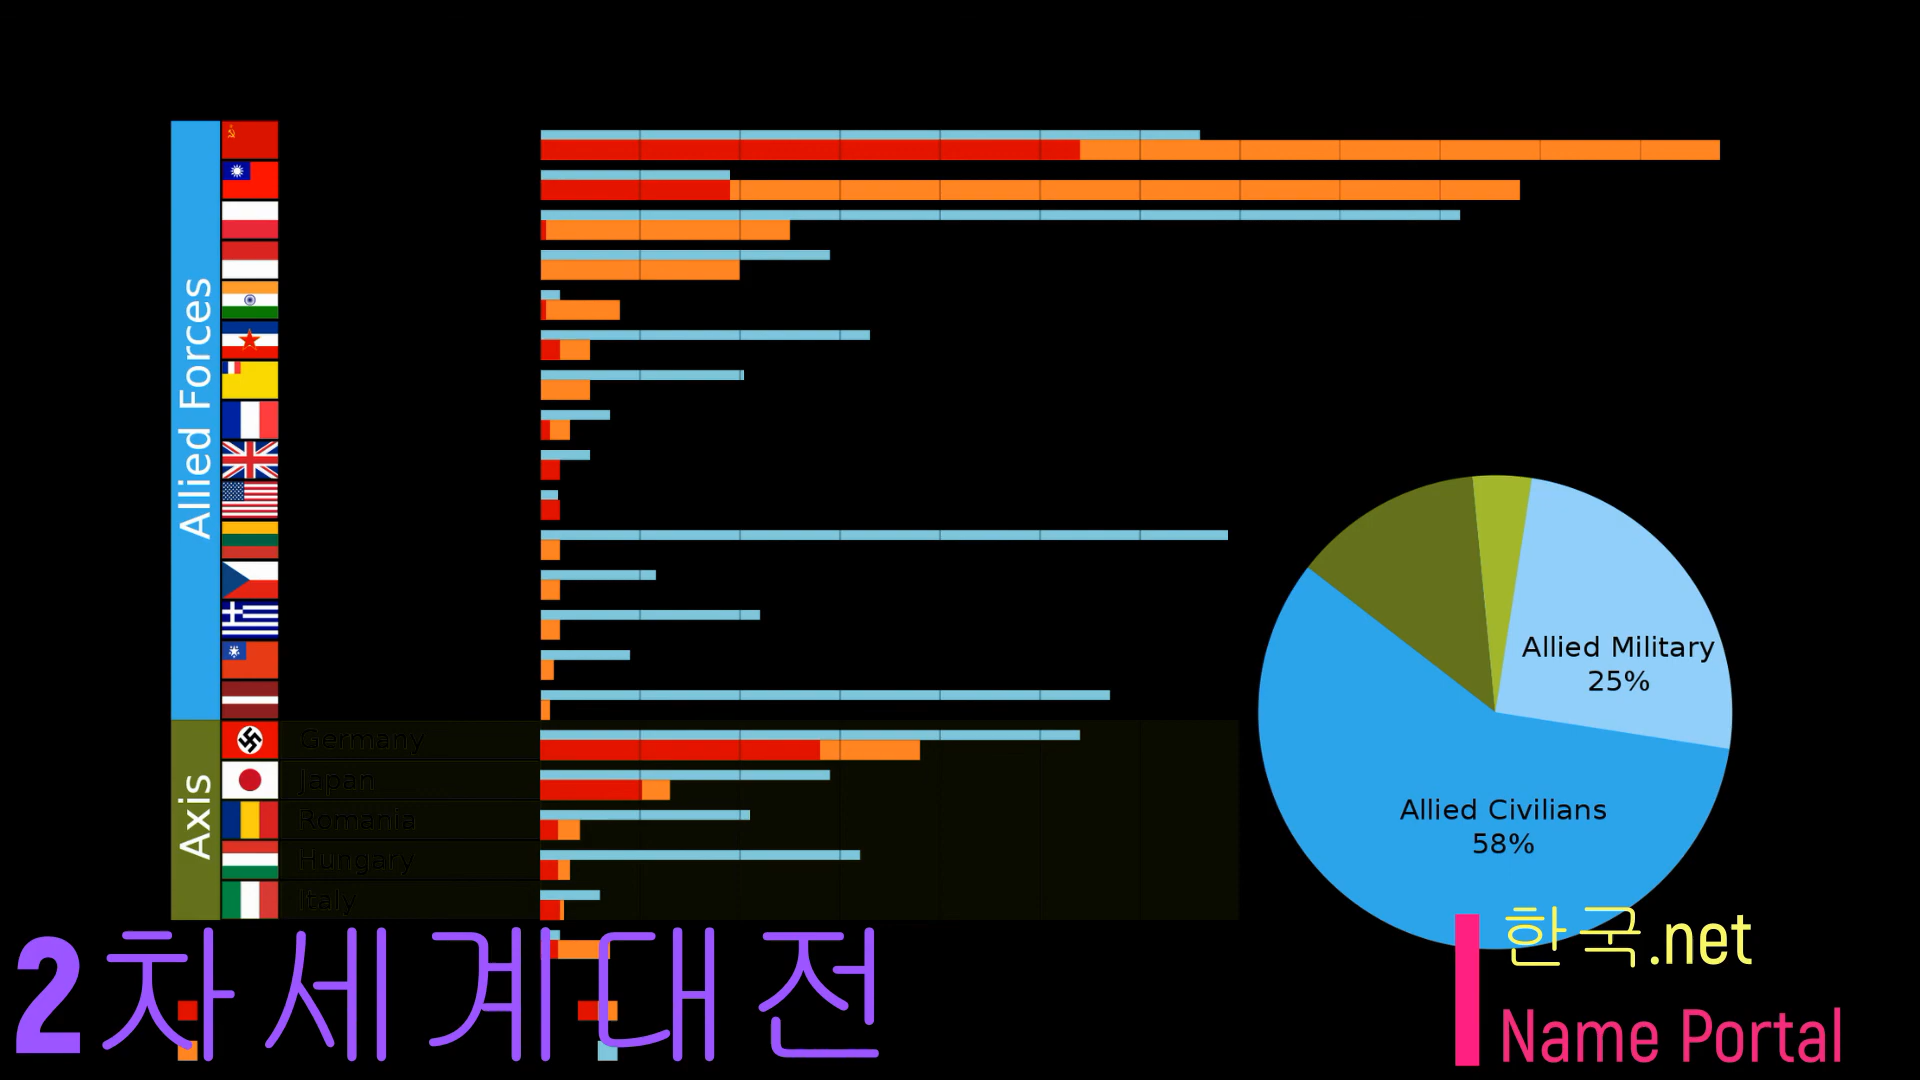 Allied Forces
Axis
Germany
Japan
Romania
Hungary
Italy
Allied Military
25%
Allied Civilians
58%
2차세계대전
한국.net
Name Portal